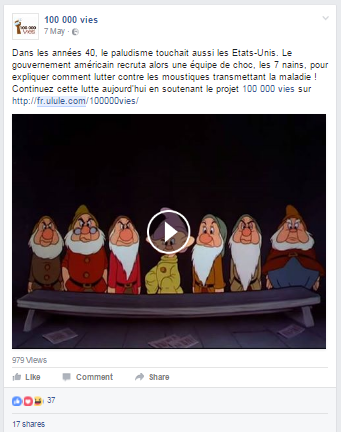 100 000 vies
7 May ·
Dans les années 40, le paludisme touchait aussi les Etats-Unis. Le
gouvernement américain recruta alors une équipe de choc, les 7 nains, pour
expliquer comment lutter contre les moustiques transmettant la maladie !
Continuez cette lutte aujourd'hui en soutenant le projet 100 000 vies sur
http://fr.ulule.com/100000vies/
979 Views
Like Comment Share
37
17 shares